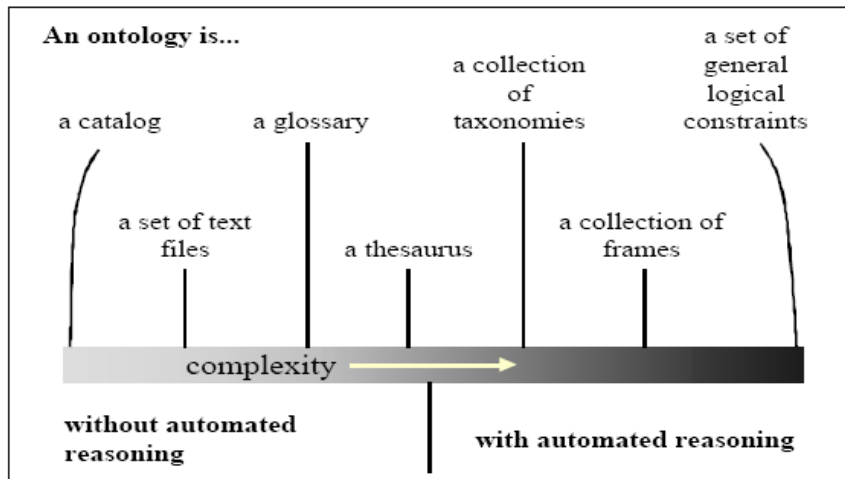 An ontology is...
a catalog
a set of text
files
a glossary
a thesaurus
a collection
of
taxonomies
a collection of
frames
a set of
general
logical
constraints
complexity
without automated
reasoning
with automated reasoning